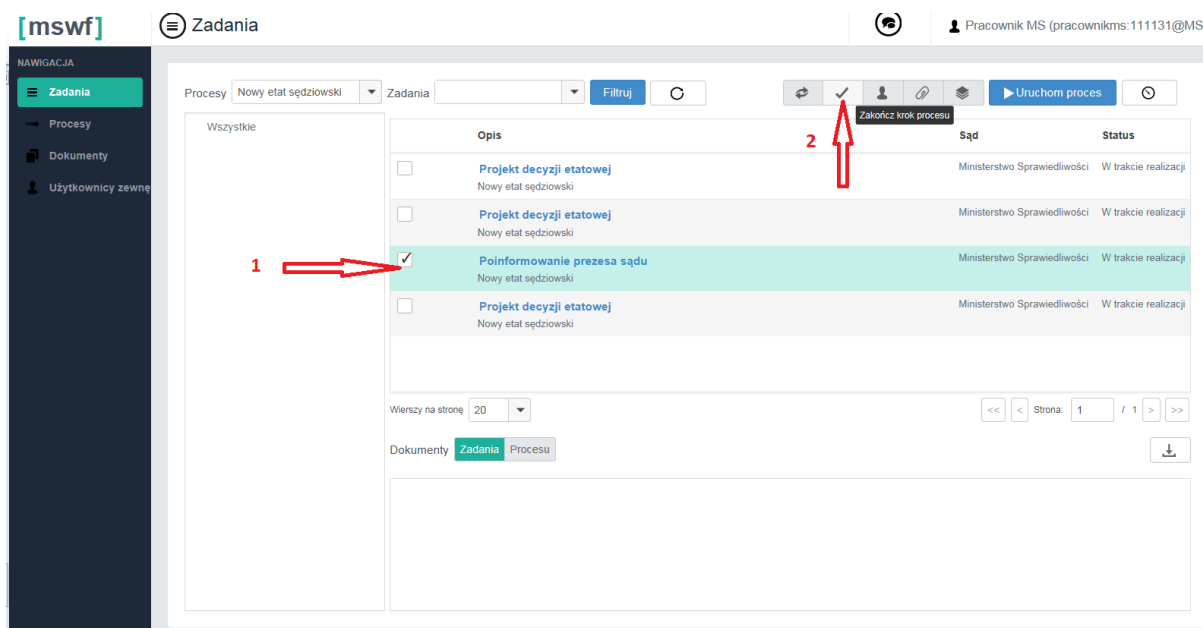 [mswf]
Zadania
Pracownik MS (pracownikms:111131@MS
NAWIGACJA
Zadania
Procesy
Dokumenty
Użytkownicy zewnę
Procesy Nowy etat sędziowski Zadania Filtruj Uruchom proces
Zakończ krok procesu
Wszystkie
2
Opis Sąd Status
Projekt decyzji etatowej Ministerstwo Sprawiedliwości W trakcie realizacji
Nowy etat sędziowski
Projekt decyzji etatowej Ministerstwo Sprawiedliwości W trakcie realizacji
Nowy etat sędziowski
1
Poinformowanie prezesa sądu Ministerstwo Sprawiedliwości W trakcie realizacji
Nowy etat sędziowski
Projekt decyzji etatowej Ministerstwo Sprawiedliwości W trakcie realizacji
Nowy etat sędziowski
Wierszy na stronę 20 << < Strona: 1 / 1 > >>
Dokumenty Zadania Procesu